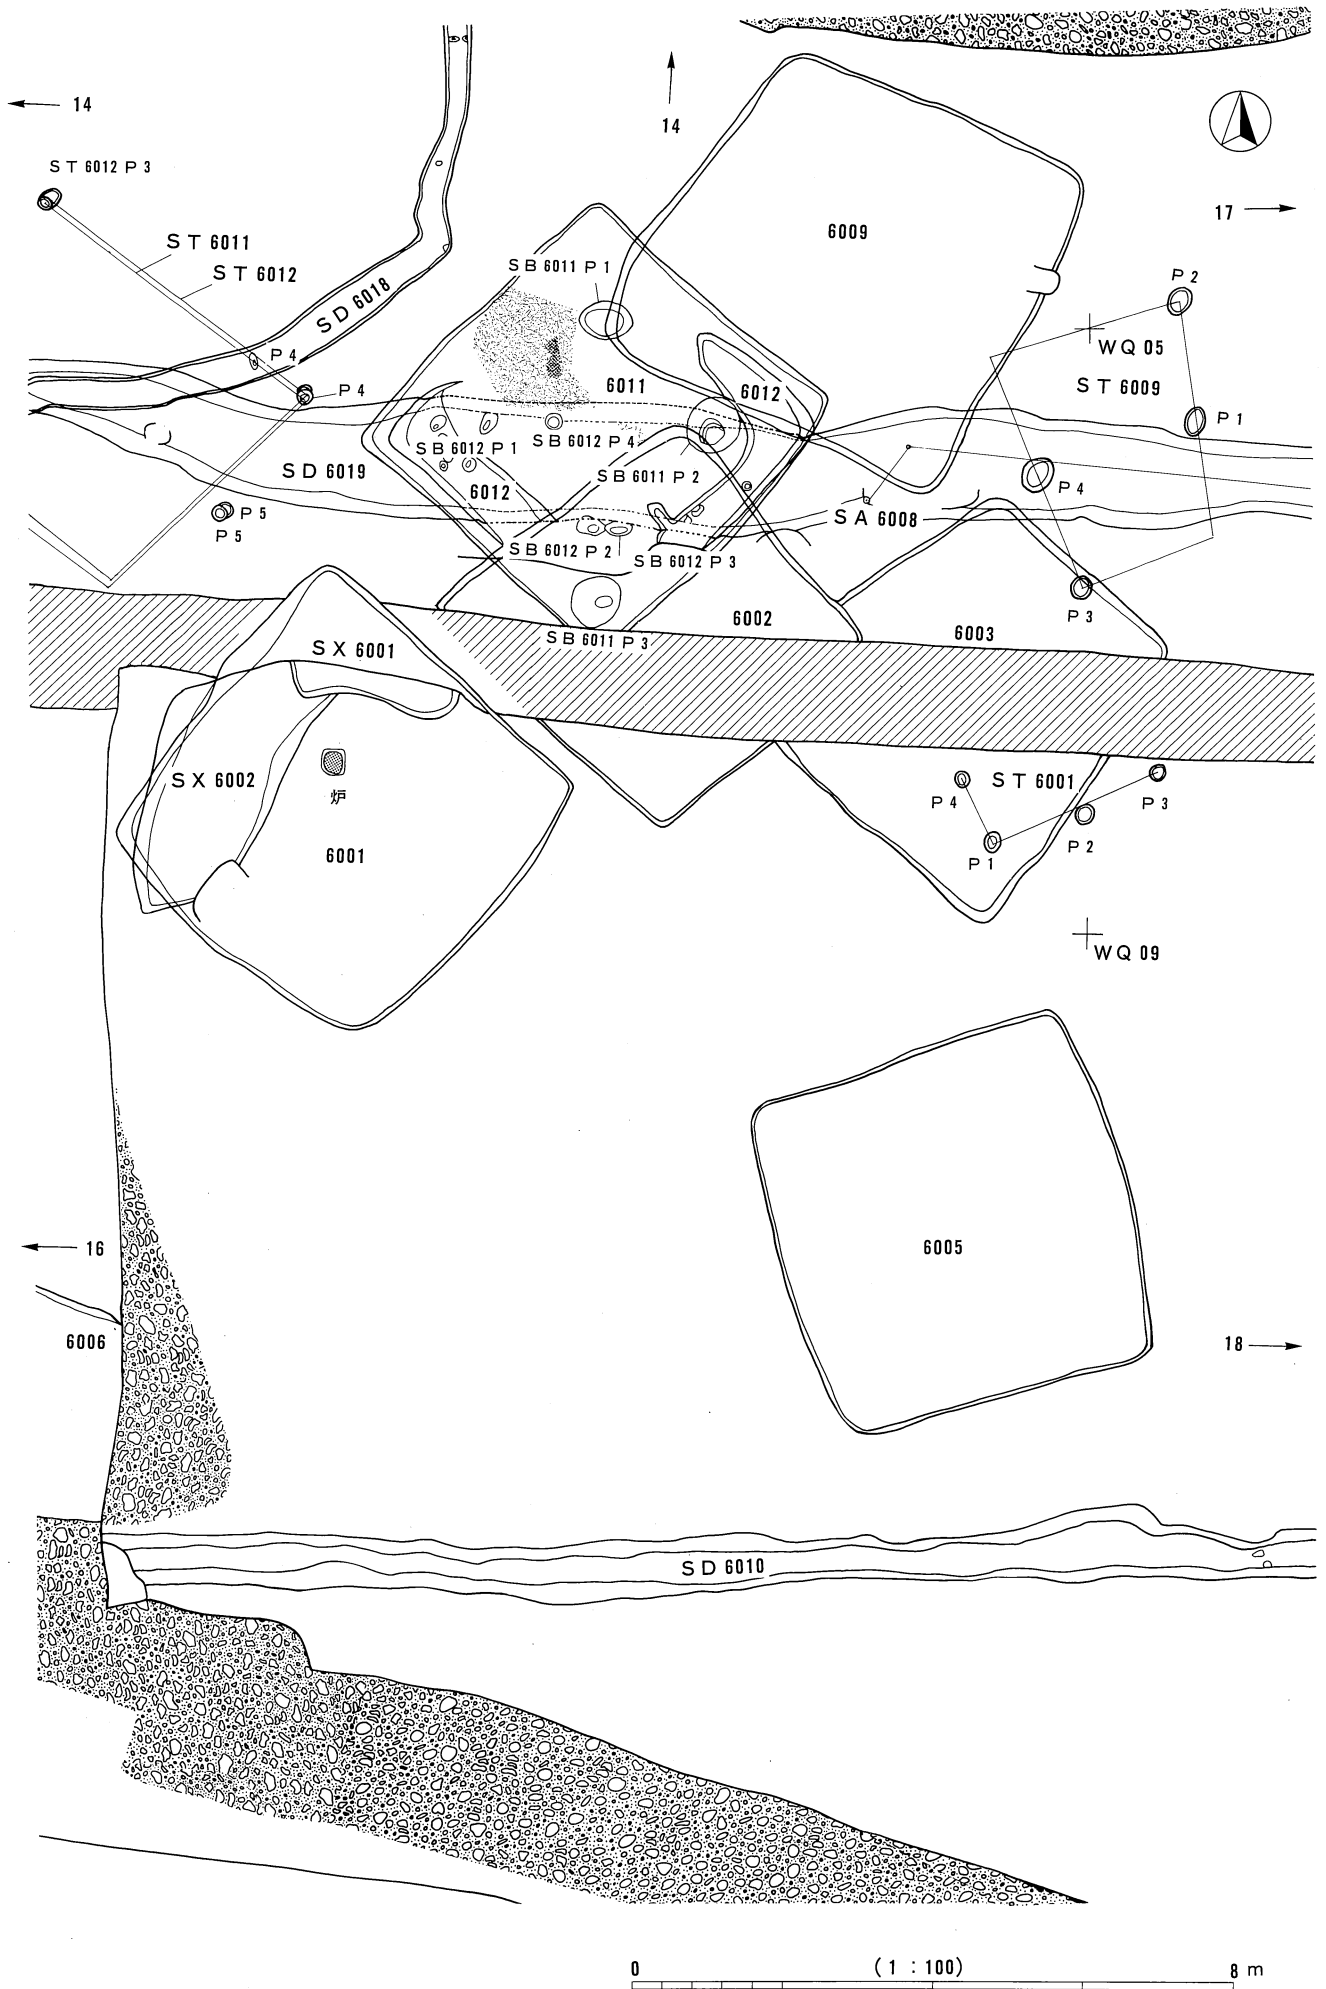 14
14
ST 6012 P 3
17
ST 6011
6009
ST 6012
SB 6011 P 1
P 2
SD 6018
WQ 05
P 4
6011
6012
ST 6009
P 4
P 1
SB 6012 P 1
SB 6012 P 4
SD 6019
SB 6011 P 2
6012
P 4
P 5
SA 6008
P 5
SB 6012 P 2
SB 6012 P 3
P 3
6002
6003
SX 6001
SB 6011 P 3
SX 6002
ST 6001
炉
P 4
P 3
6001
P 1
P 2
WQ 09
16
6005
6006
18
SD 6010
0
(1 : 100)
8 m